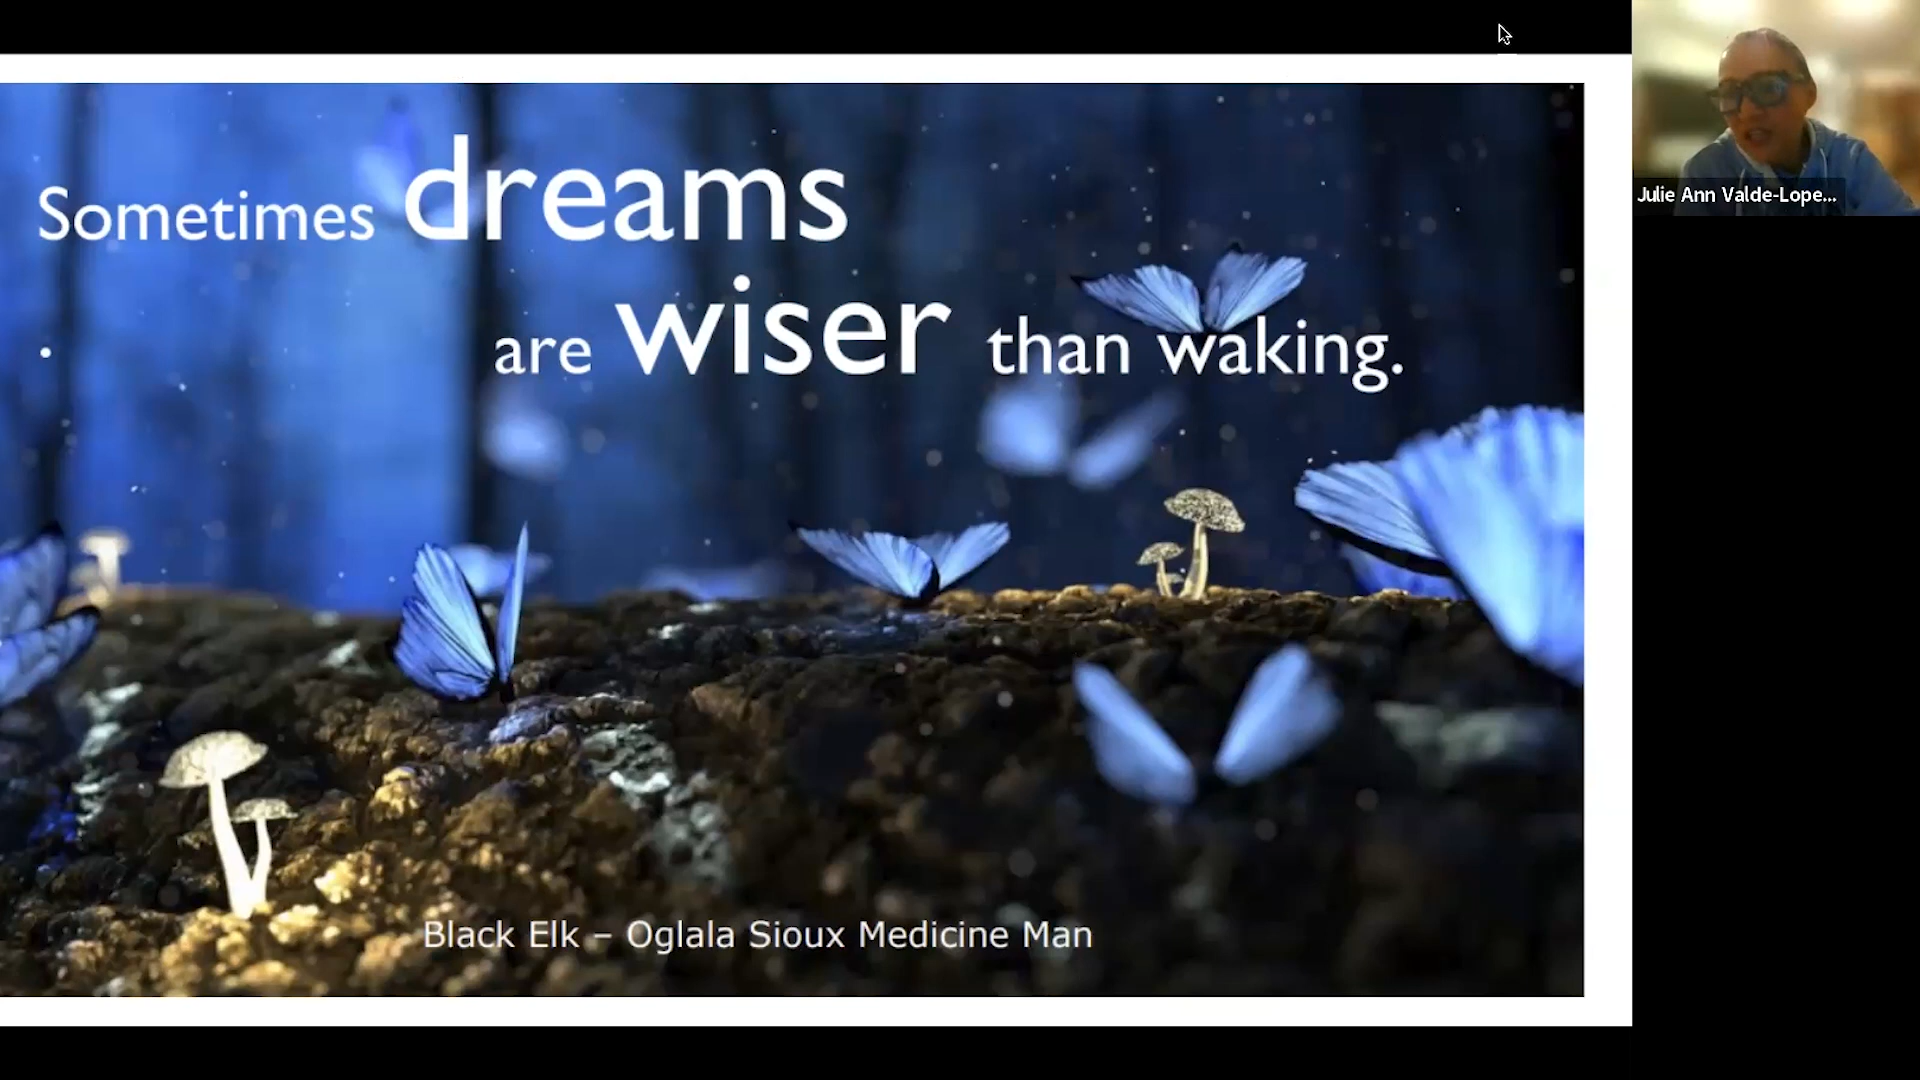 Sometimes dreams
are wiser than waking.
Black Elk – Oglala Sioux Medicine Man
Julie Ann Valde-Lope...